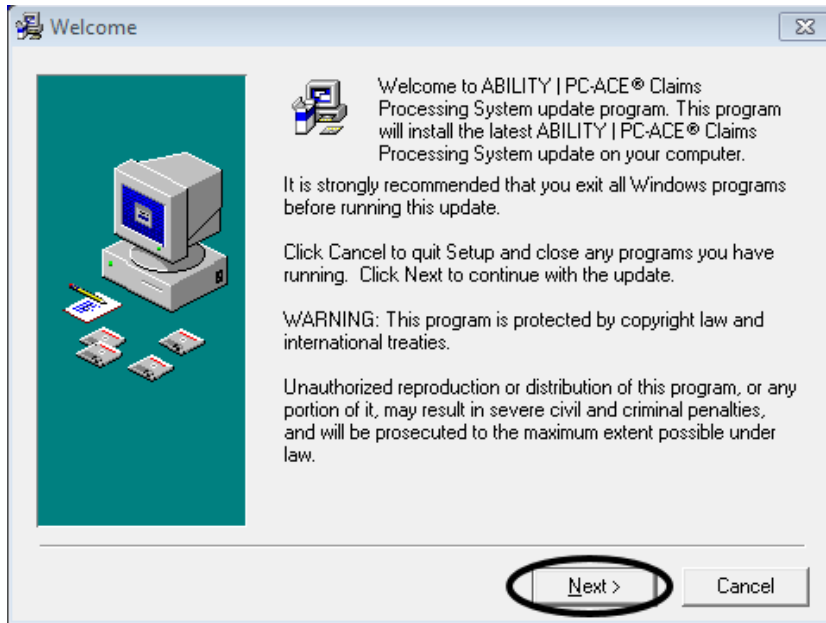 Welcome
Welcome to ABILITY | PC-ACE® Claims
Processing System update program. This program
will install the latest ABILITY | PC-ACE® Claims
Processing System update on your computer.
It is strongly recommended that you exit all Windows programs
before running this update.
Click Cancel to quit Setup and close any programs you have
running. Click Next to continue with the update.
WARNING: This program is protected by copyright law and
international treaties.
Unauthorized reproduction or distribution of this program, or any
portion of it, may result in severe civil and criminal penalties,
and will be prosecuted to the maximum extent possible under
law.
Next >
Cancel